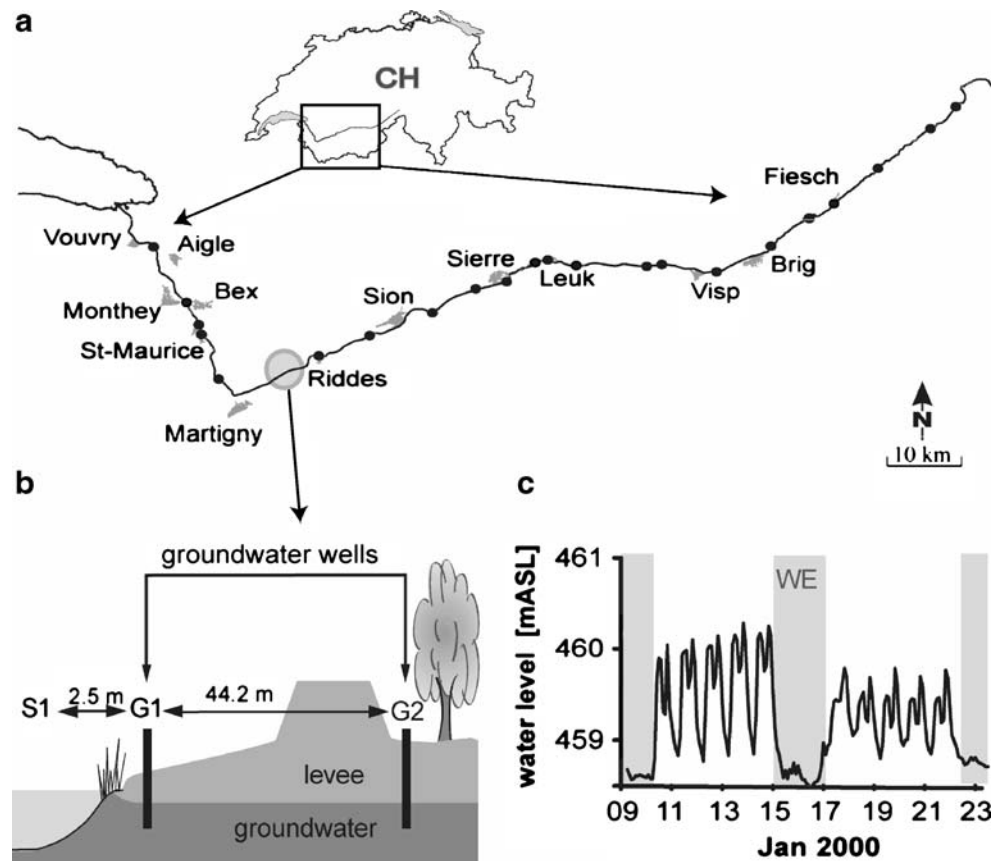 a
CH
Fiesch
Vouvry
Aigle
Sierre
Leuk
Brig
Visp
Monthey
Bex
Sion
St-Maurice
Riddes
Martigny
N
10 km
b
groundwater wells
S1
2.5 m
G1
44.2 m
G2
levee
groundwater
c
water level [mASL]
461
460
459
WE
09 11 13 15 17 19 21 23
Jan 2000